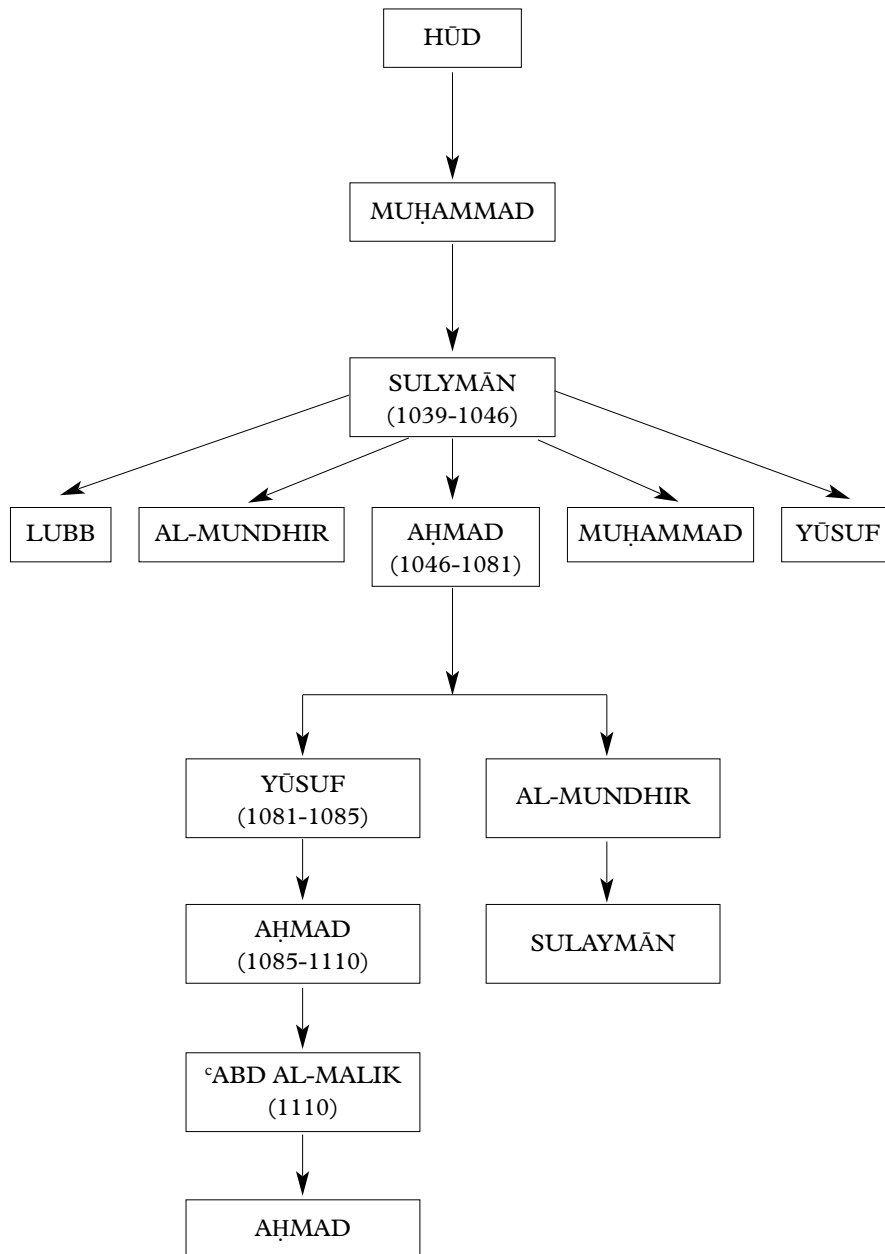 HŪD
MUḤAMMAD
SULYMĀN
(1039-1046)
LUBB
AL-MUNDHIR
AḤMAD
(1046-1081)
MUḤAMMAD
YŪSUF
YŪSUF
(1081-1085)
AL-MUNDHIR
AḤMAD
(1085-1110)
SULAYMĀN
ᶜABD AL-MALIK
(1110)
AḤMAD